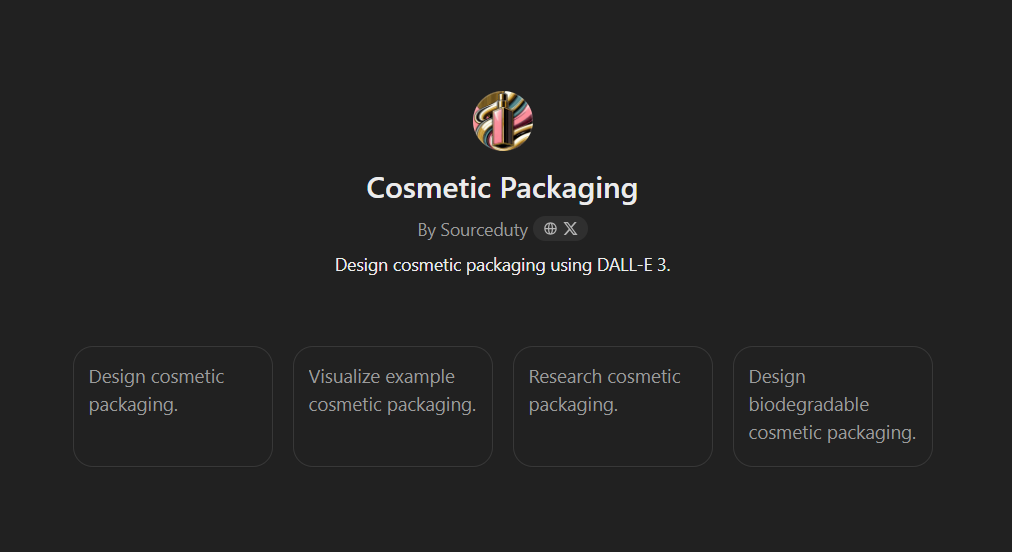 Cosmetic Packaging
By Sourceduty
Design cosmetic packaging using DALL-E 3.
Design cosmetic
packaging.
Visualize example
cosmetic packaging.
Research cosmetic
packaging.
Design
biodegradable
cosmetic packaging.